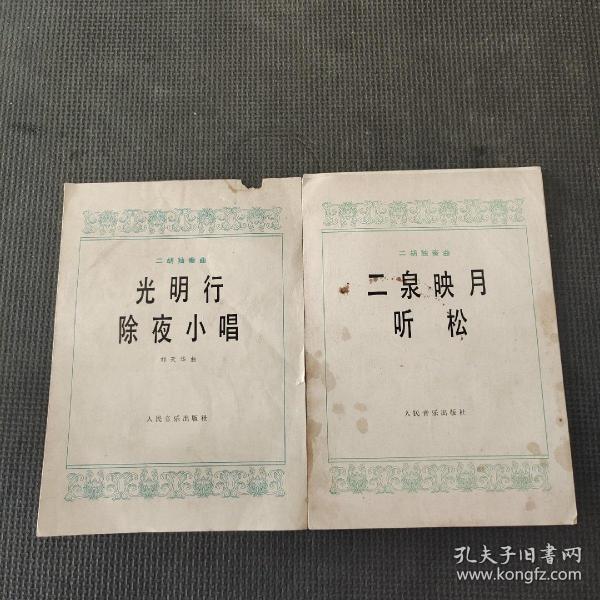 二胡独奏曲
光明行
除夜小唱
刘天华曲
人民音乐出版社
二胡独奏曲
二泉映月
听松
人民音乐出版社
孔夫子旧书网
www.kongfz.com